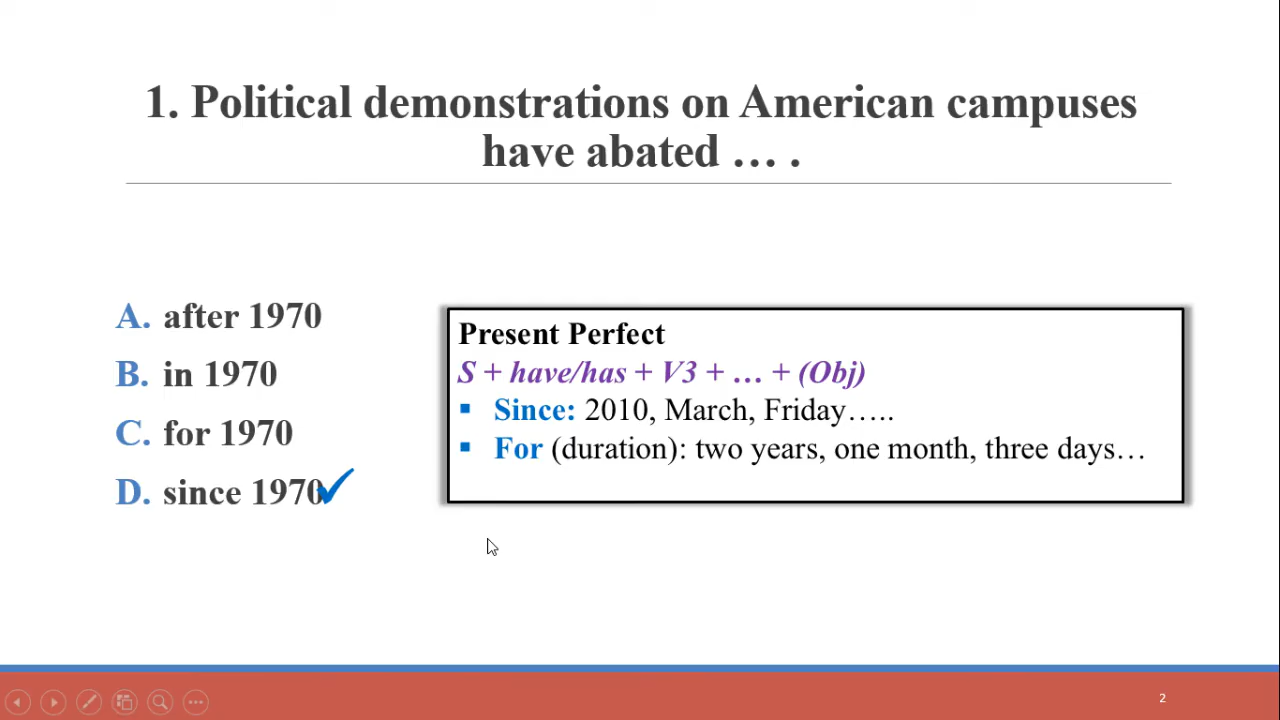 1. Political demonstrations on American campuses
have abated … .
A. after 1970
B. in 1970
C. for 1970
D. since 1970
Present Perfect
S + have/has + V3 + … + (Obj)
▪ Since: 2010, March, Friday…..
▪ For (duration): two years, one month, three days…
2